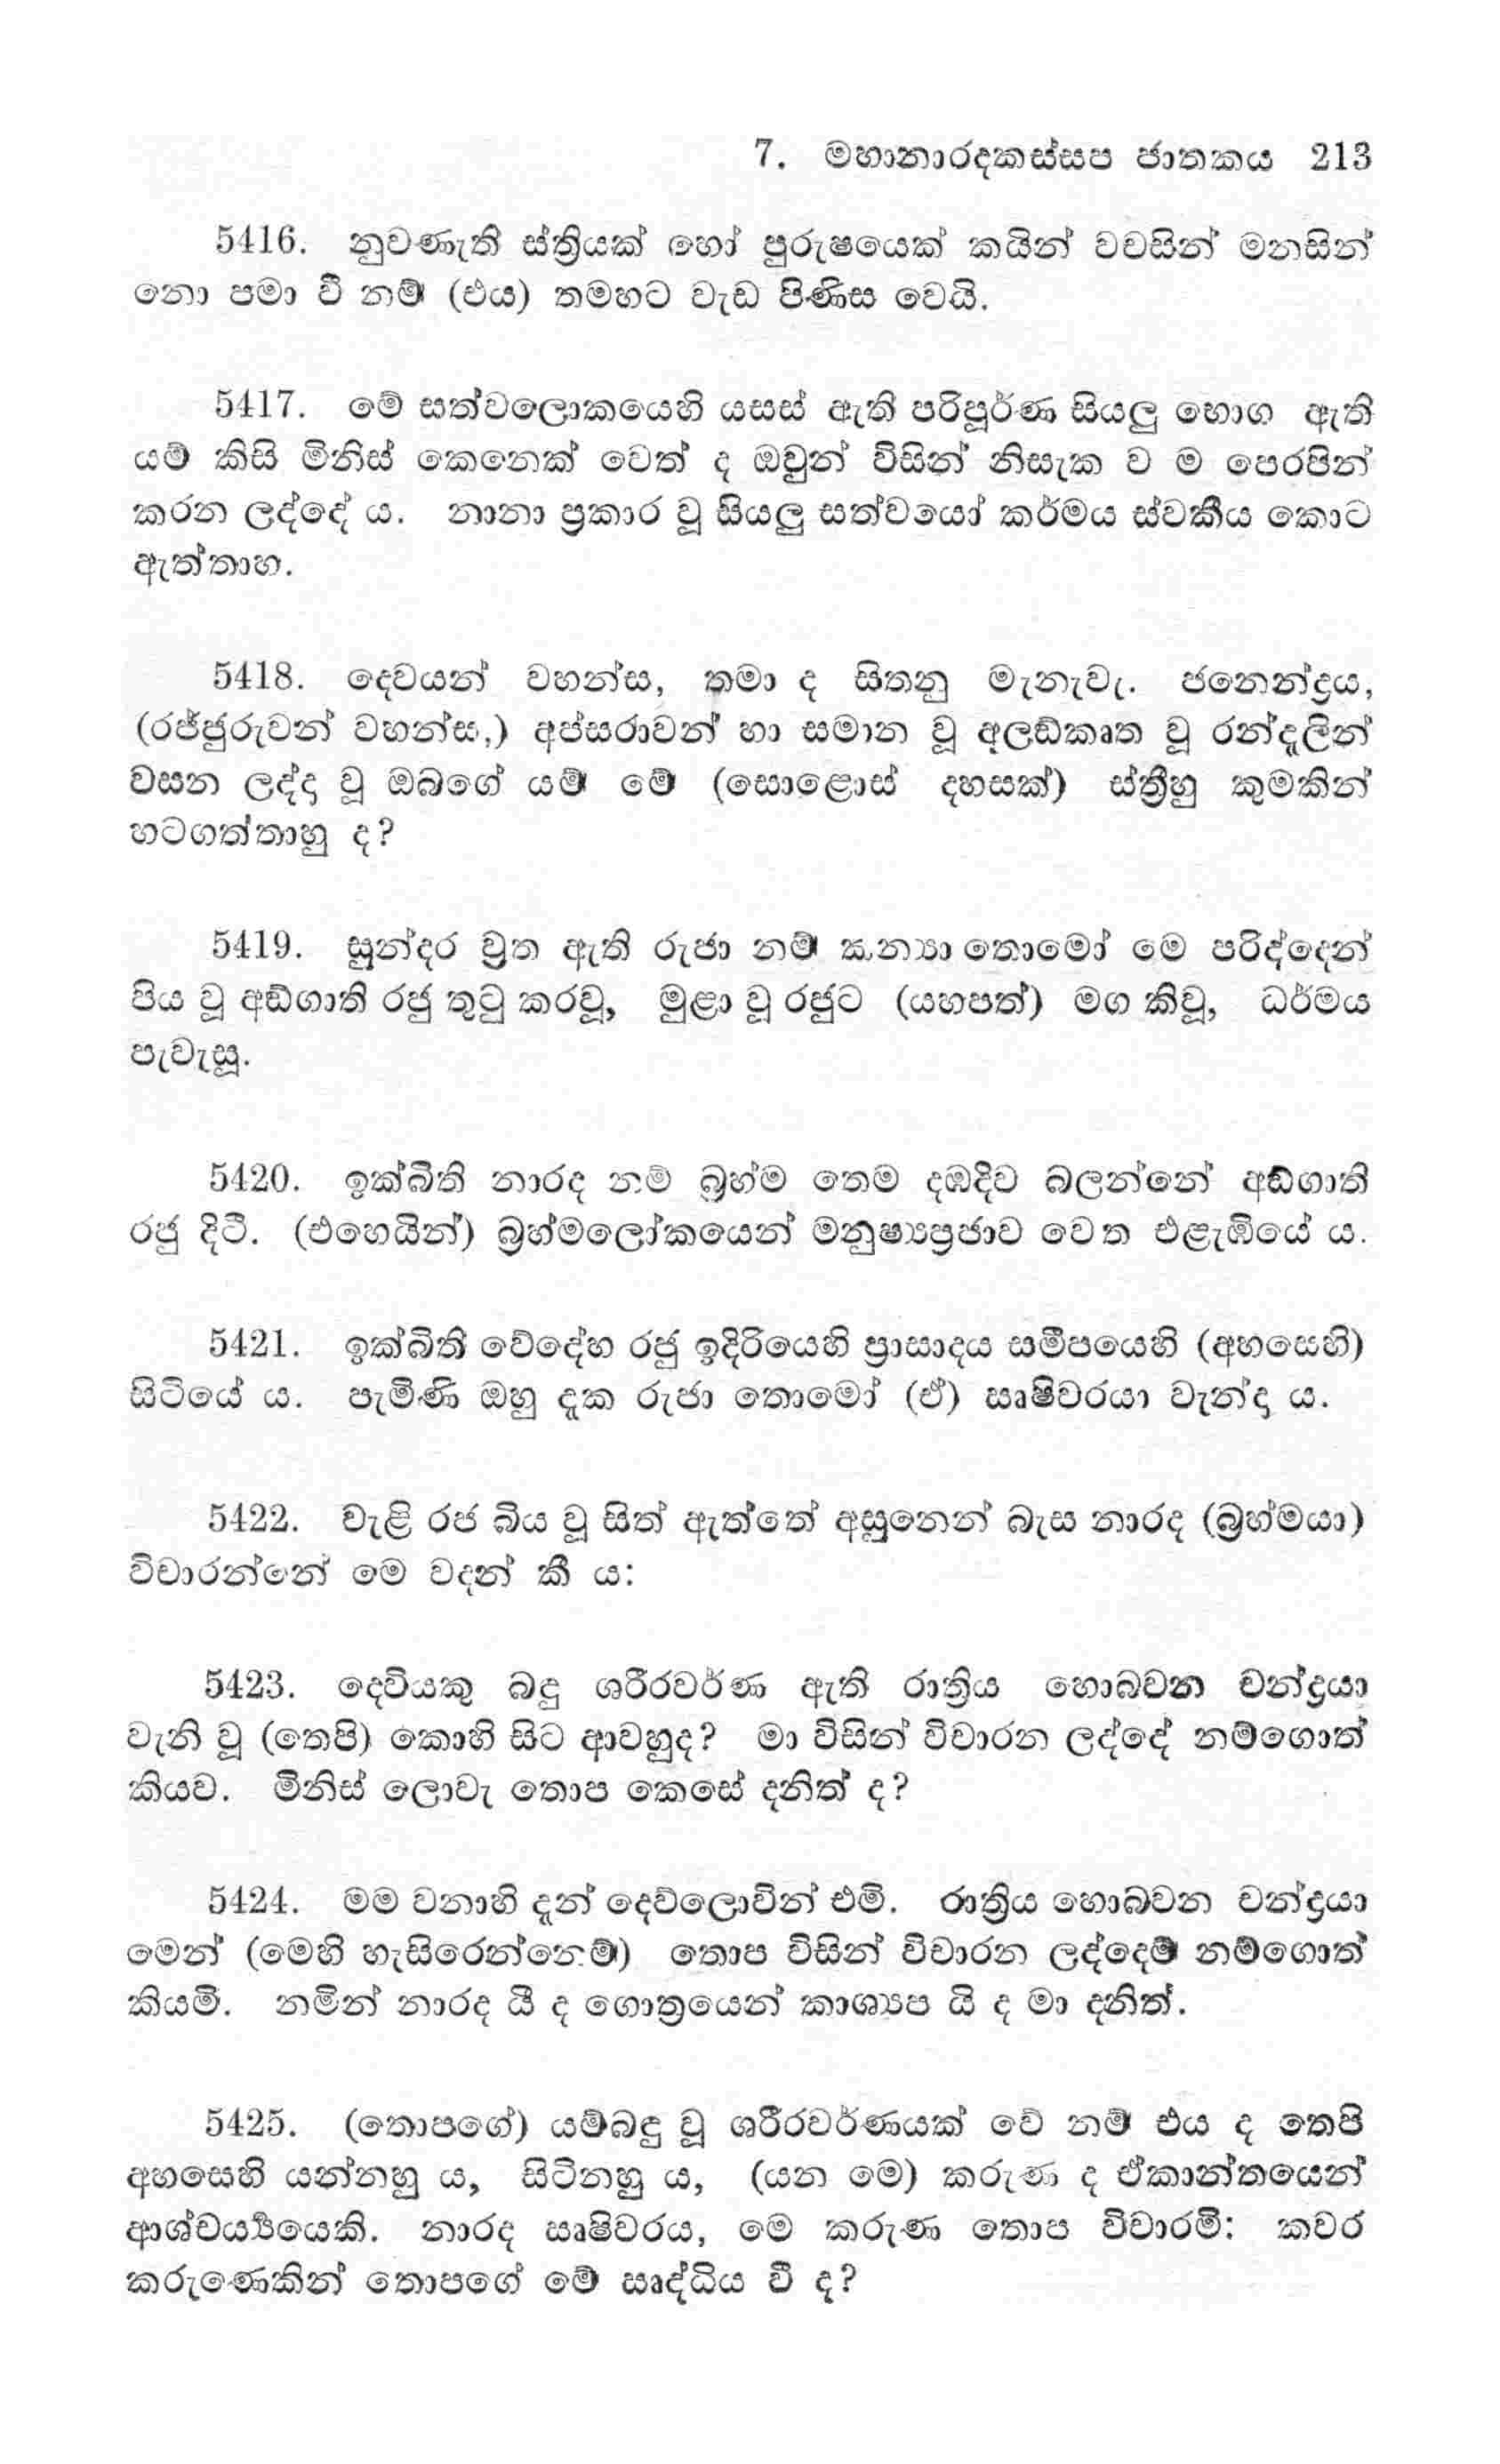 7. මහානාරදකස්සප ජාතකය 213
5416. නුවණැති ස්ත්‍රියක් හෝ පුරුෂයෙක් කයින් වචසින් මනසින්
නො පමා වී නම් (එය) තමහට වැඩ පිණිස වෙයි.
5417. මේ සත්වලොකයෙහි යසස් ඇති පරිපූර්ණ සියලු භොග ඇති
යම් කිසි මිනිස් කෙනෙක් වෙත් ද ඔවුන් විසින් නිසැක ව ම පෙරපින්
කරන ලද්දේ ය. නානා ප්‍රකාර වූ සියලු සත්වයෝ කර්මය ස්වකීය කොට
ඇත්තාහ.
5418. දෙවයන් වහන්ස, තමා ද සිතනු මැනැවැ. ජනෙන්ද්‍රය,
(රජ්ජුරුවන් වහන්ස,) අප්සරාවන් හා සමාන වූ අලඞ්කෘත වූ රන්දැලින්
වසන ලද්දා වූ ඔබගේ යම් මේ (සොළොස් දහසක්) ස්ත්‍රීහු කුමකින්
හටගත්තාහු ද?
5419. සුන්දර ව්‍රත ඇති රුජා නම් කන්‍යා තොමෝ මෙ පරිද්දෙන්
පිය වූ අඞ්ගාති රජු තුටු කරවූ, මුළා වූ රජුට (යහපත්) මග කිවූ, ධර්මය
පැවැසූ.
5420. ඉක්බිති නාරද නම් බ්‍රහ්ම තෙම දඹදිව බලන්නේ අඞ්ගාති
රජු දිටී. (එහෙයින්) බ්‍රහ්මලෝකයෙන් මනුෂ්‍යප්‍රජාව වෙත එළැඹියේ ය.
5421. ඉක්බිති වේදේහ රජු ඉදිරියෙහි ප්‍රාසාදය සමීපයෙහි (අහසෙහි)
සිටියේ ය. පැමිණි ඔහු දැක රුජා තොමෝ (ඒ) ඍෂිවරයා වැන්දා ය.
5422. වැළි රජ බිය වූ සිත් ඇත්තේ අසුනෙන් බැස නාරද (බ්‍රහ්මයා)
විචාරන්නේ මෙ වදන් කී ය:
5423. දෙවියකු බඳු ශරීරවර්ණ ඇති රාත්‍රිය හොබවන චන්ද්‍රයා
වැනි වූ (තෙපි) කොහි සිට ආවහුද? මා විසින් විචාරන ලද්දේ නම්ගොත්
කියව. මිනිස් ලොවැ තොප කෙසේ දනිත් ද?
5424. මම වනාහි දැන් දෙව්ලොවින් එමි. රාත්‍රිය හොබවන චන්ද්‍රයා
මෙන් (මෙහි හැසිරෙන්නෙම්) තොප විසින් විචාරන ලද්දෙම් නම්ගොත්
කියමි. නමින් නාරද යී ද ගොත්‍රයෙන් කාශ්‍යප යි ද මා දනිත්.
5425. (තොපගේ) යම්බඳු වූ ශරීරවර්ණයක් වේ නම් එය ද තෙපි
අහසෙහි යන්නහු ය, සිටිනහු ය, (යන මෙ) කරුණ ද ඒකාන්තයෙන්
ආශ්චර්‍ය්‍යයෙකි. නාරද ඍෂිවරය, මෙ කරුණ තොප විචාරමි: කවර
කරුණෙකින් තොපගේ මේ ඍද්ධිය වී ද?